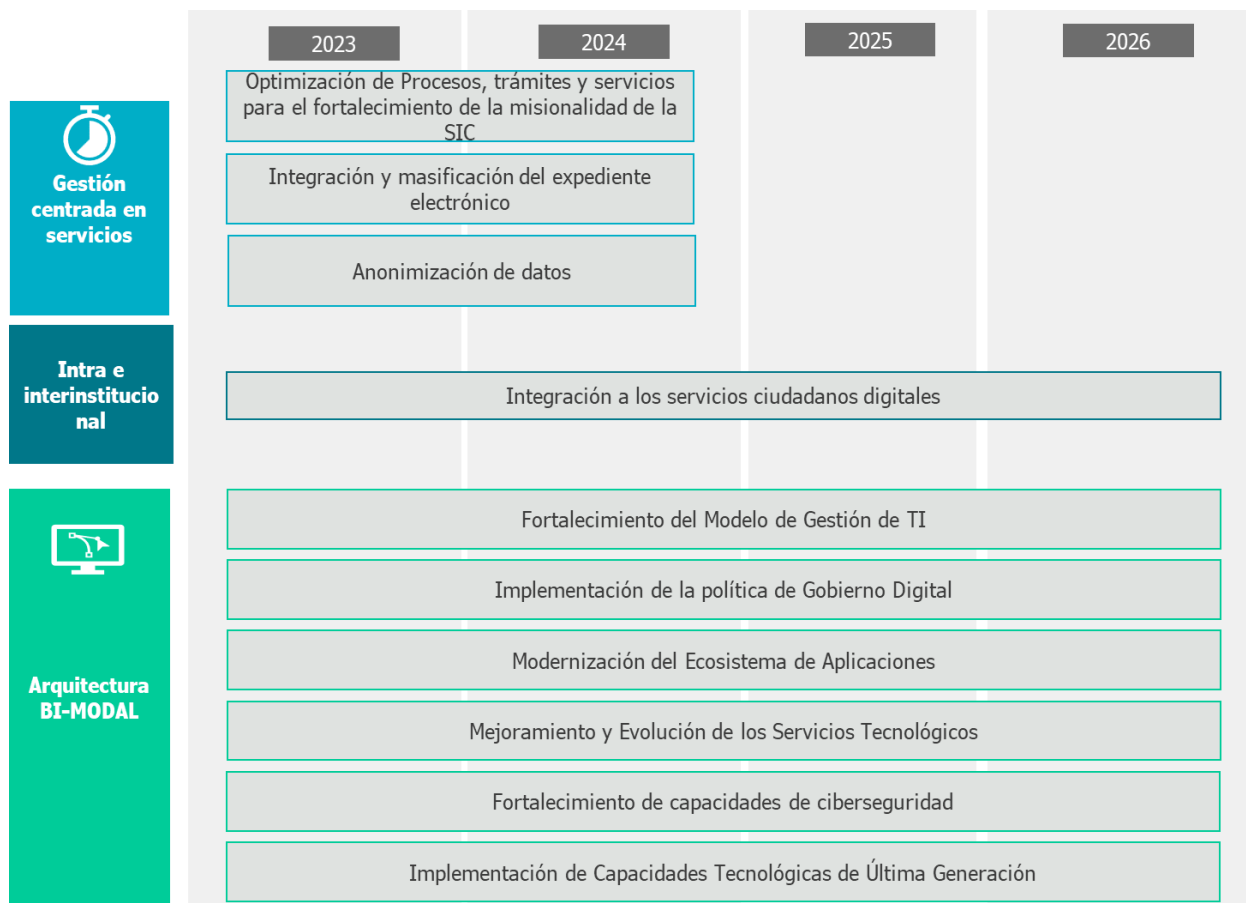 2023
2024
2025
2026
Gestión
centrada en
servicios
Optimización de Procesos, trámites y servicios
para el fortalecimiento de la misionalidad de la
SIC
Integración y masificación del expediente
electrónico
Anonimización de datos
Intra e
interinstitucio
nal
Integración a los servicios ciudadanos digitales
Arquitectura
BI-MODAL
Fortalecimiento del Modelo de Gestión de TI
Implementación de la política de Gobierno Digital
Modernización del Ecosistema de Aplicaciones
Mejoramiento y Evolución de los Servicios Tecnológicos
Fortalecimiento de capacidades de ciberseguridad
Implementación de Capacidades Tecnológicas de Última Generación